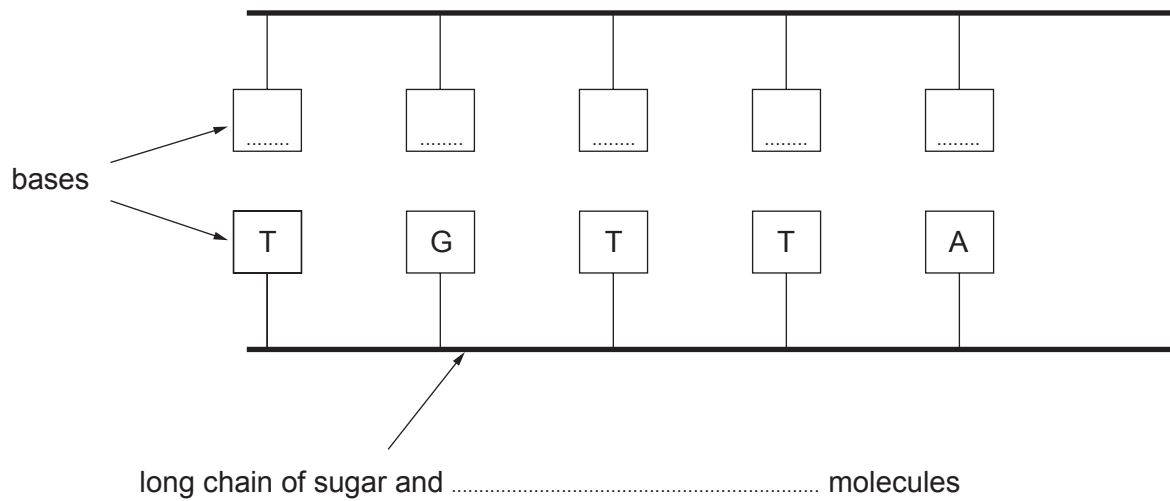 ........ ........ ........ ........ ........
bases
T G T T A
long chain of sugar and ........................................ molecules